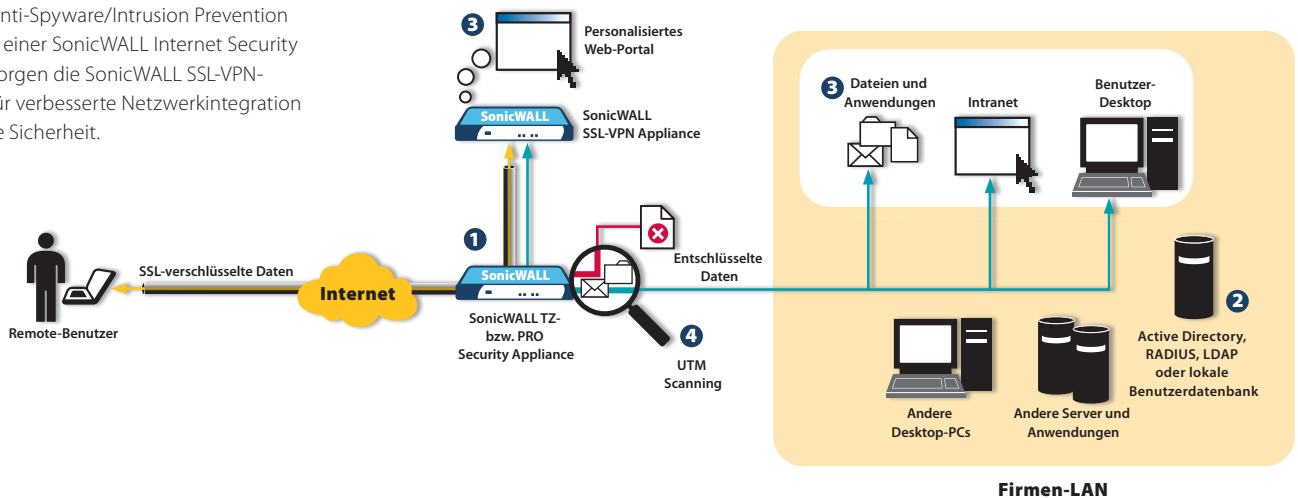 nti-Spyware/Intrusion Prevention
einer SonicWALL Internet Security
orgen die SonicWALL SSL-VPN-
ür verbesserte Netzwerkintegration
e Sicherheit.
3
Personalisiertes
Web-Portal
SonicWALL
SonicWALL
SSL-VPN Appliance
3
Dateien und
Anwendungen
Intranet
Benutzer-
Desktop
1
SSL-verschlüsselte Daten
Internet
Remote-Benutzer
SonicWALL
SonicWALL TZ-
bzw. PRO
Security Appliance
Entschlüsselte
Daten
4
UTM
Scanning
2
Active Directory,
RADIUS, LDAP
oder lokale
Benutzerdatenbank
Andere
Desktop-PCs
Andere Server und
Anwendungen
Firmen-LAN